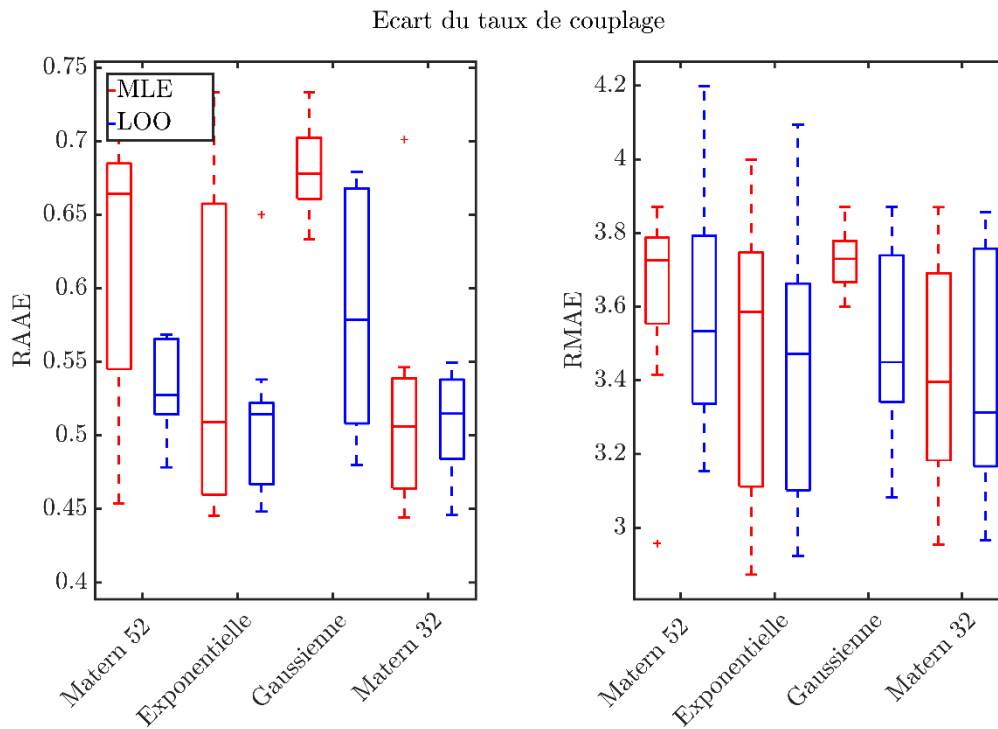 Ecart du taux de couplage
MLE
LOO
RAAE
0.75
0.7
0.65
0.6
0.55
0.5
0.45
0.4
Matern 52
Exponentielle
Gaussienne
Matern 32
RMAE
4.2
4
3.8
3.6
3.4
3.2
3
Matern 52
Exponentielle
Gaussienne
Matern 32